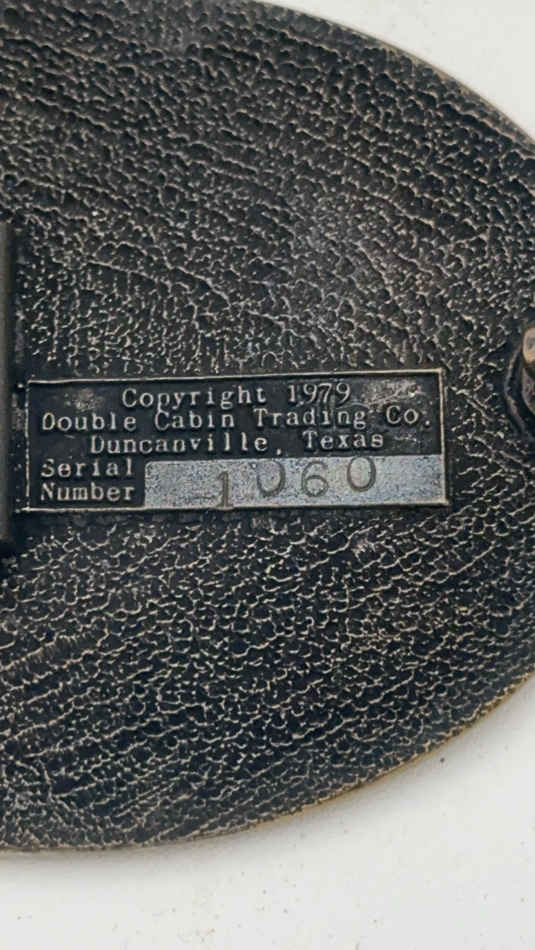 Copyright 1979
Double Cabin Trading Co.
Duncanville, Texas
Serial
Number 1060